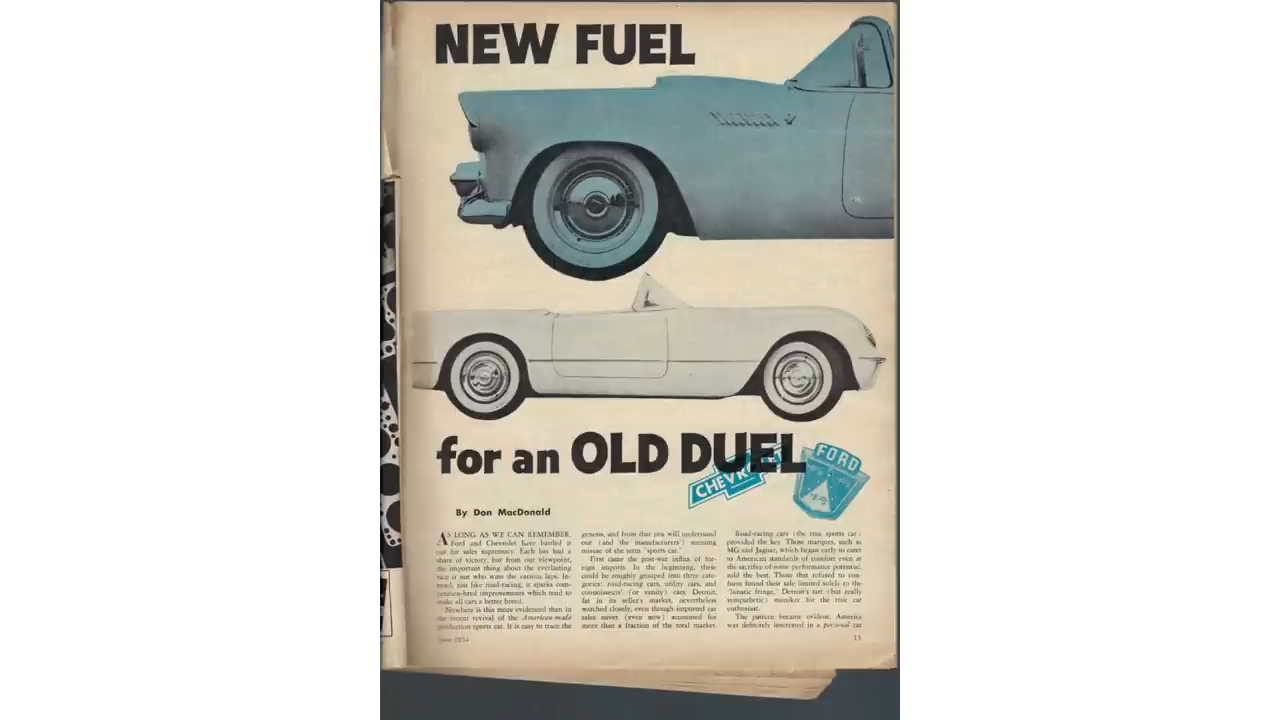 NEW FUEL
for an OLD DUEL
CHEVROLET
FORD
By Don MacDonald
AS LONG AS WE CAN REMEMBER,
Ford and Chevrolet have battled it
out for sales supremacy. Each has had a
share of victory, but from our viewpoint,
the important thing about the everlasting
race is not who wins the various laps. In-
stead, just like road-racing, it sparks com-
petition-bred improvements which tend to
make all cars a better breed.
Nowhere is this more evidenced than in
the recent revival of the American-made
production sports car. It is easy to trace the
genesis, and from that you will understand
our (and the manufacturers') seeming
misuse of the term "sports car."
First came the post-war influx of for-
eign imports. In the beginning, these
could be roughly grouped into three cate-
gories: road-racing cars, utility cars, and
connoisseurs' (or vanity) cars. Detroit,
fat in its seller's market, nevertheless
watched closely, even though imported car
sales never (even now) accounted for
more than a fraction of the total market.
Road-racing cars (the true sports car)
provided the key. Those marques, such as
MG and Jaguar, which began early to cater
to American standards of comfort even at
the sacrifice of some performance potential,
sold the best. Those that refused to con-
form found their sale limited solely to the
"lunatic fringe," Detroit's tart (but really
sympathetic) moniker for the true car
enthusiast.
The pattern became evident. America
was definitely interested in a personal car
June 1954
15